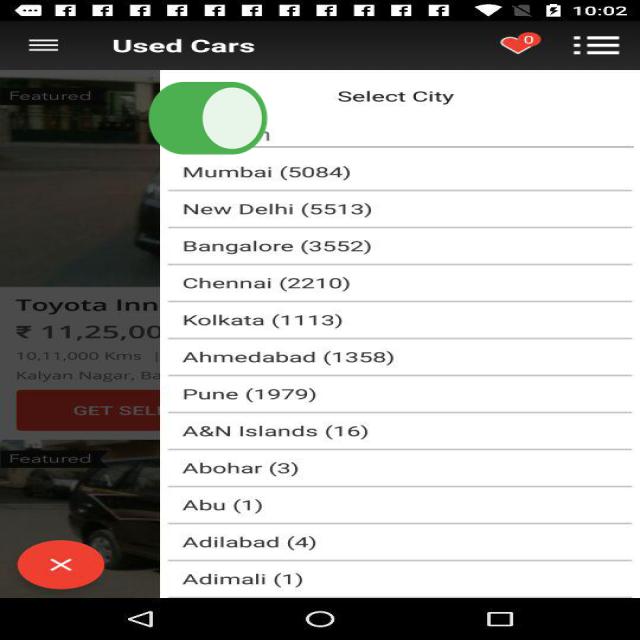 10:02
Used Cars
0
Featured
Select City
Mumbai (5084)
New Delhi (5513)
Bangalore (3552)
Chennai (2210)
Toyota Inn
Kolkata (1113)
₹ 11,25,00
10,11,000 Kms |
Ahmedabad (1358)
Kalyan Nagar, Ba
Pune (1979)
GET SEL
A&N Islands (16)
Featured
Abohar (3)
Abu (1)
Adilabad (4)
Adimali (1)